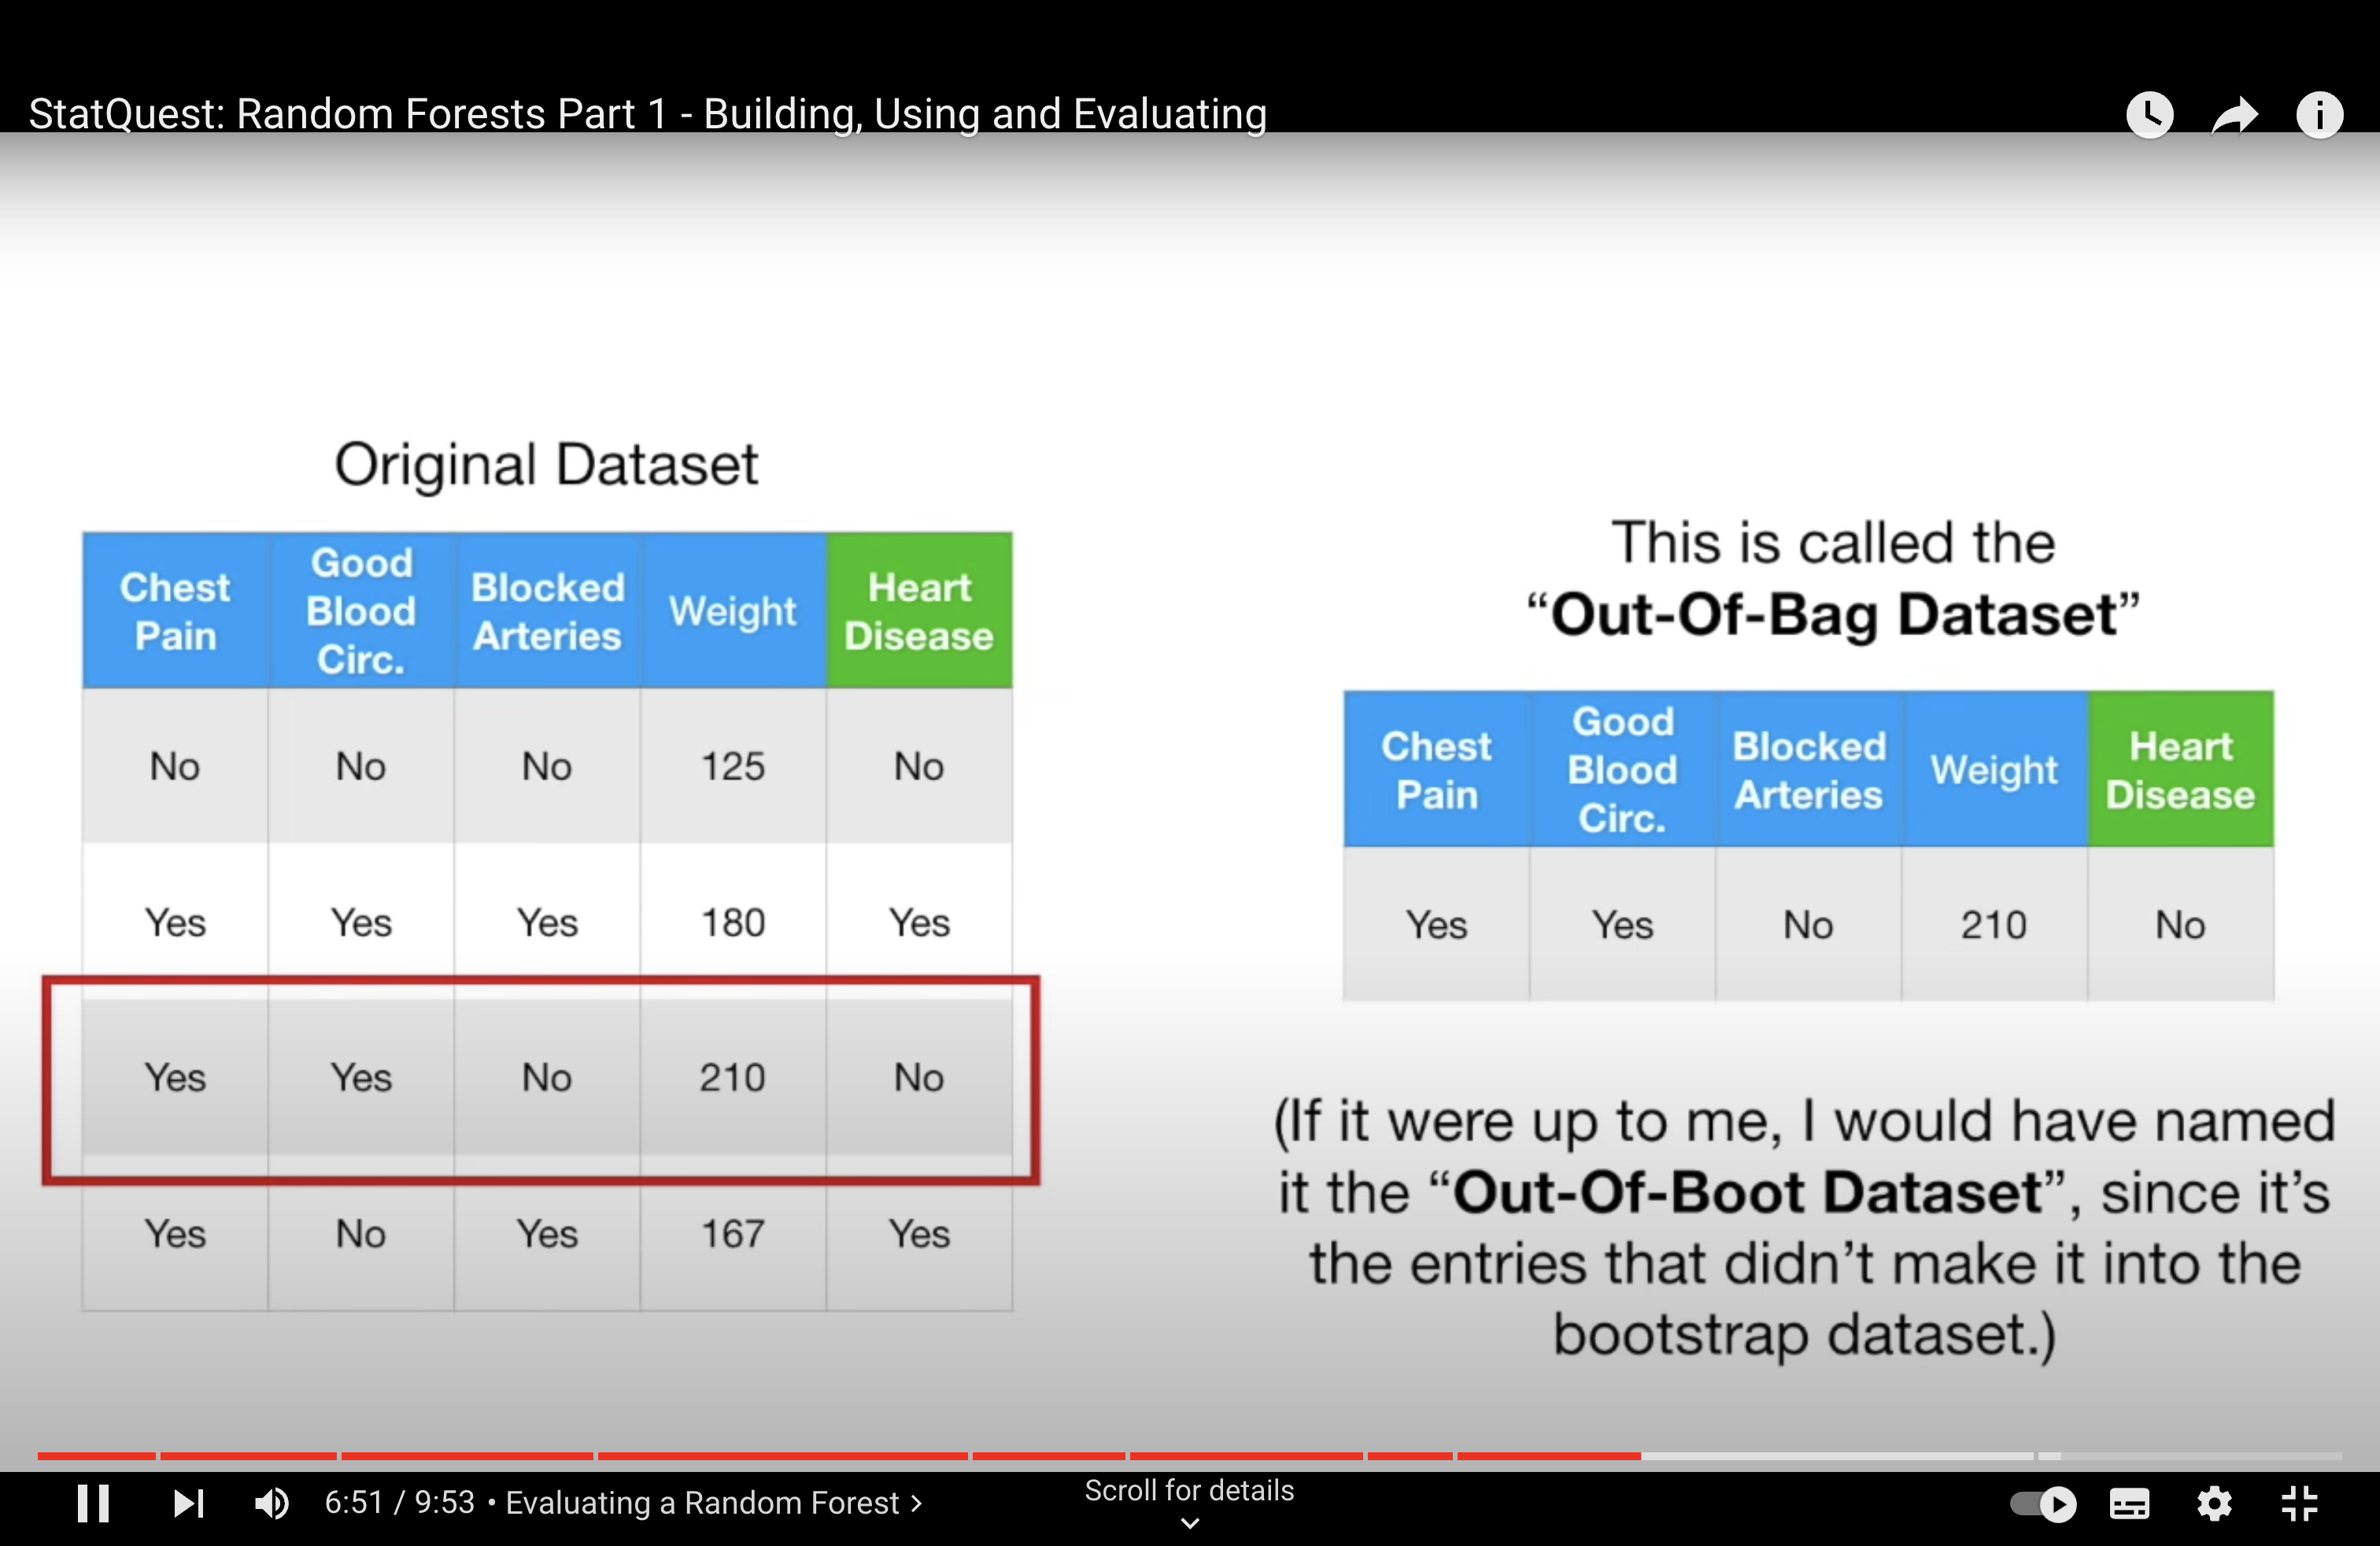 StatQuest: Random Forests Part 1 - Building, Using and Evaluating
Original Dataset
Chest Pain Good Blood Circ. Blocked Arteries Weight Heart Disease
No No No 125 No
Yes Yes Yes 180 Yes
Yes Yes No 210 No
Yes No Yes 167 Yes
This is called the
“Out-Of-Bag Dataset”
Chest Pain Good Blood Circ. Blocked Arteries Weight Heart Disease
Yes Yes No 210 No
(If it were up to me, I would have named
it the “Out-Of-Boot Dataset”, since it’s
the entries that didn’t make it into the
bootstrap dataset.)
6:51 / 9:53 • Evaluating a Random Forest
Scroll for details